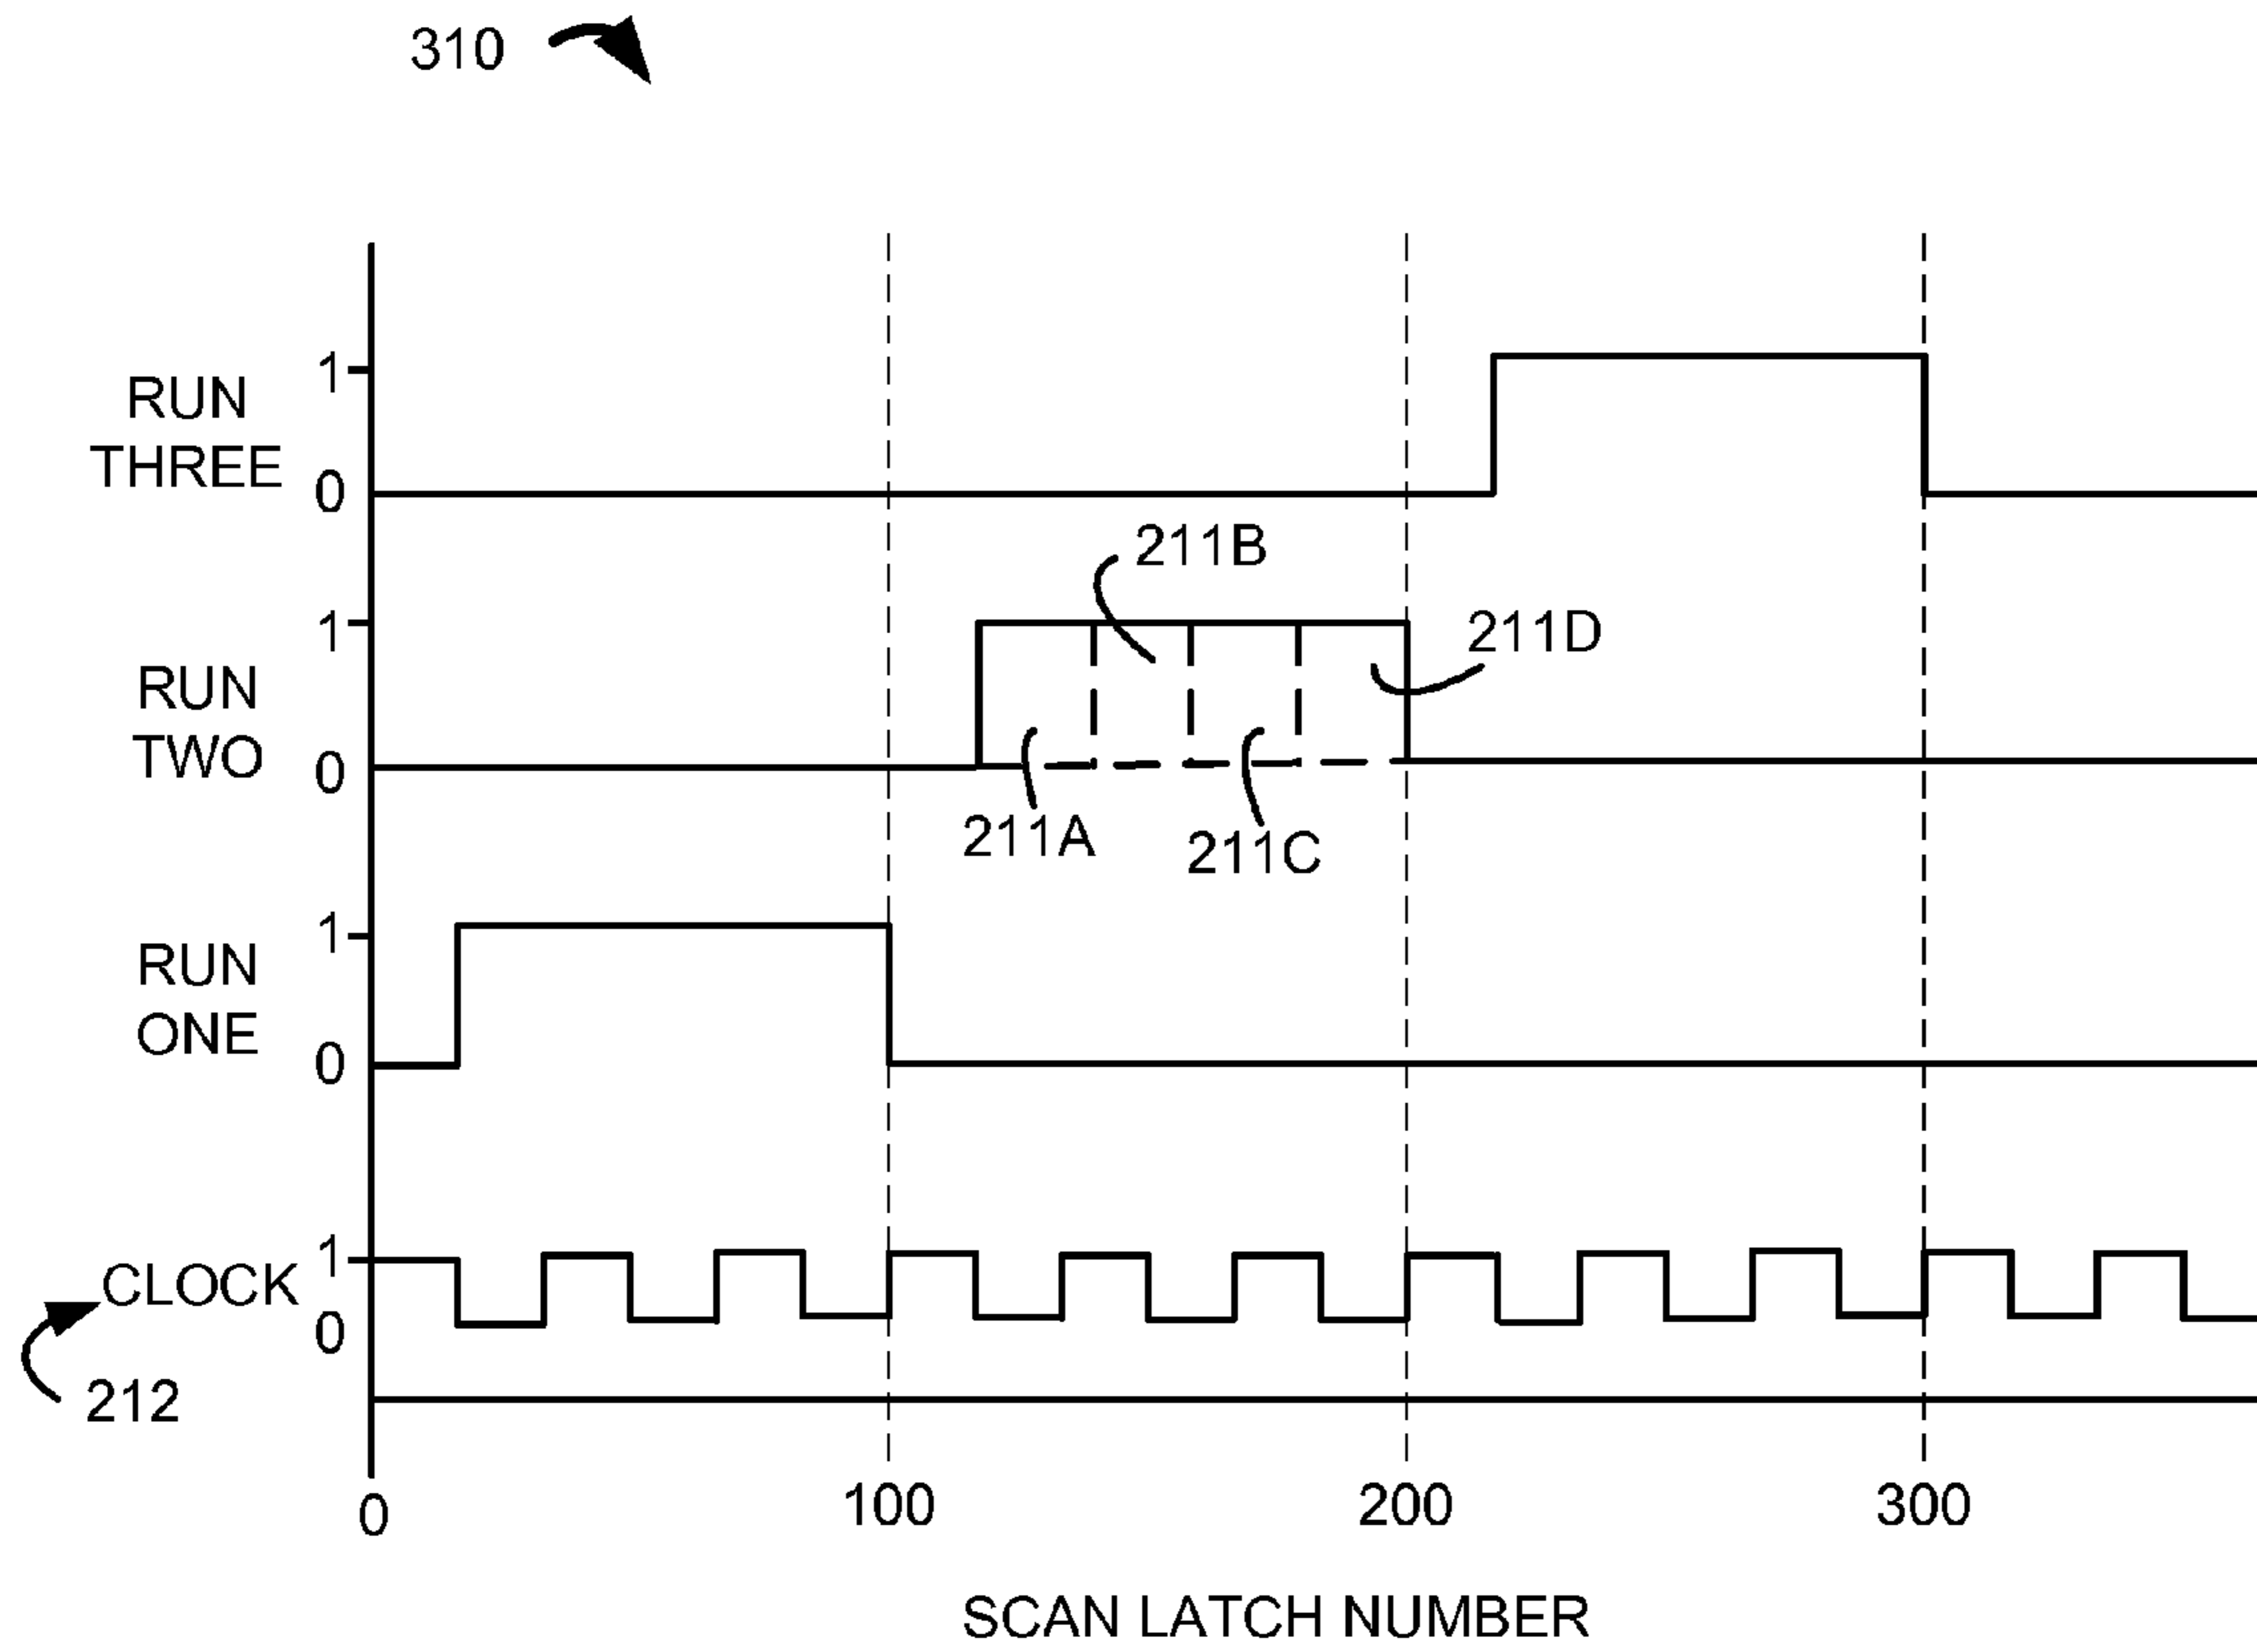 310
1
RUN
THREE
0
211B
1
211D
RUN
TWO
0
211A
211C
1
RUN
ONE
0
1
CLOCK
0
212
0
100
200
300
SCAN LATCH NUMBER